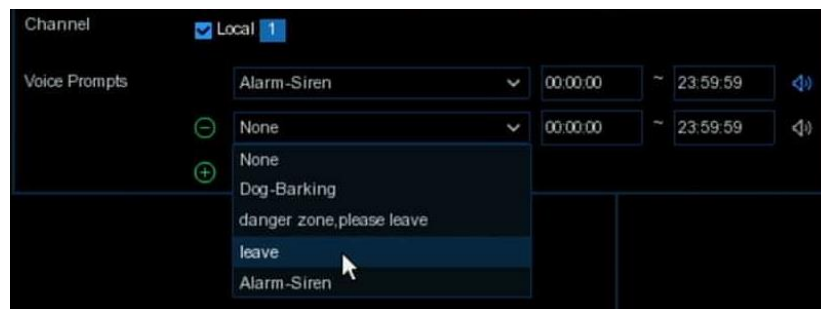 Channel Local 1
Voice Prompts Alarm-Siren 00:00:00 ~ 23:59:59
None 00:00:00 ~ 23:59:59
None
Dog-Barking
danger zone,please leave
leave
Alarm-Siren